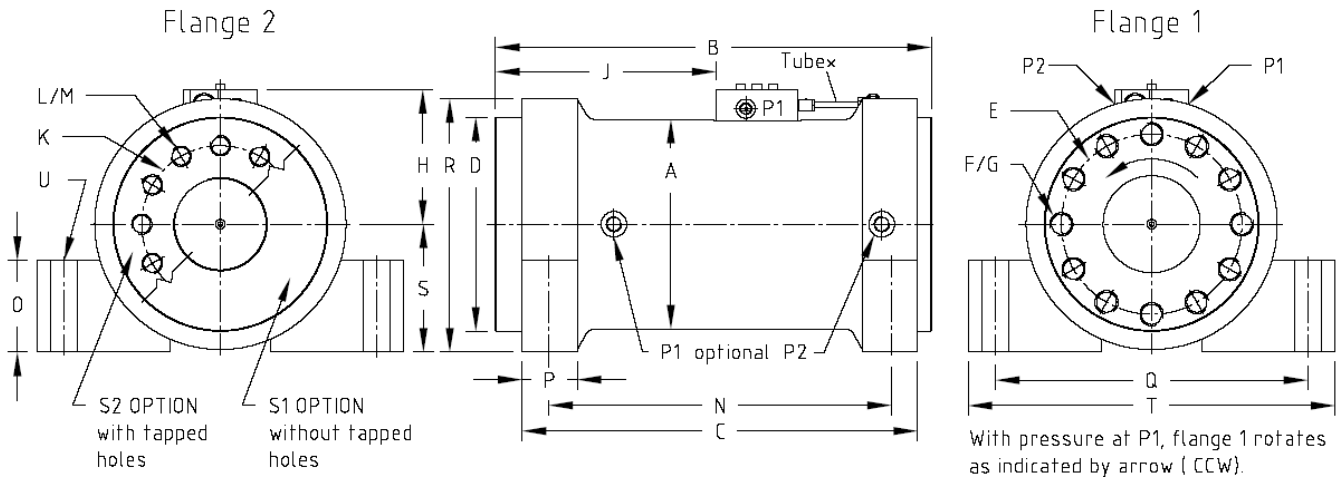 Flange 2
L/M
K
U
O
S2 OPTION
with tapped
holes
S1 OPTION
without tapped
holes
H
R
D
S
B
J
Tubex
P1
A
P1 optional P2
P
N
C
Flange 1
P2
P1
E
F/G
Q
T
With pressure at P1, flange 1 rotates
as indicated by arrow ( CCW).